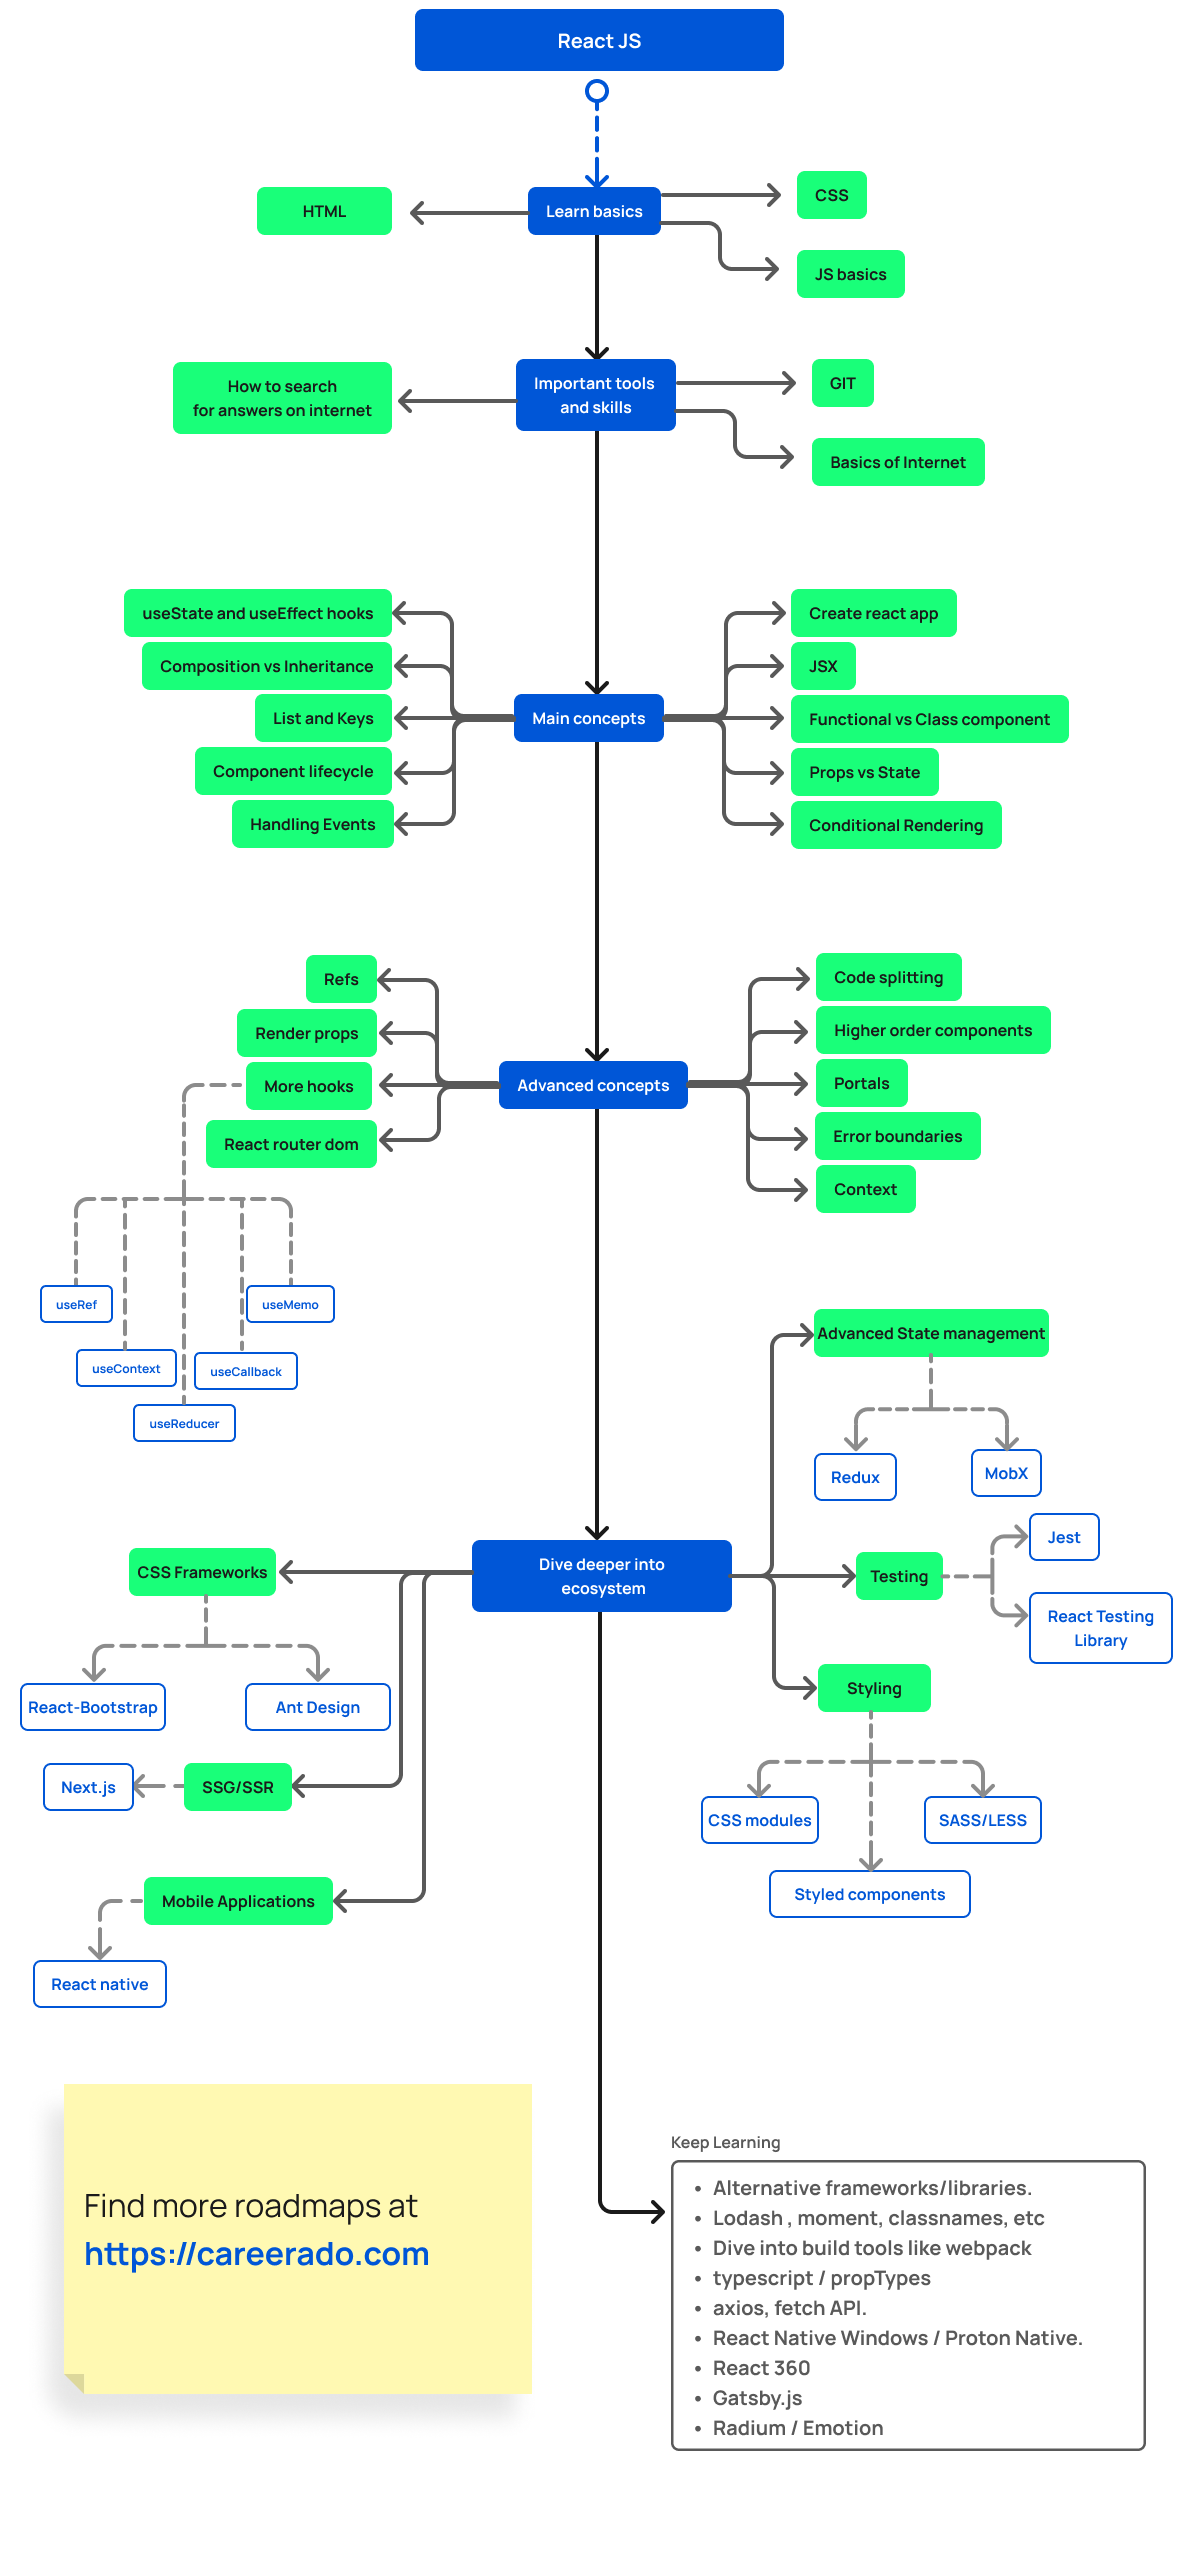 React JS
HTML
Learn basics
CSS
JS basics
How to search
for answers on internet
Important tools
and skills
GIT
Basics of Internet
useState and useEffect hooks
Composition vs Inheritance
List and Keys
Component lifecycle
Handling Events
Main concepts
Create react app
JSX
Functional vs Class component
Props vs State
Conditional Rendering
Refs
Render props
More hooks
React router dom
Advanced concepts
Code splitting
Higher order components
Portals
Error boundaries
Context
useRef
useMemo
useContext
useCallback
useReducer
Advanced State management
Redux
MobX
CSS Frameworks
Dive deeper into
ecosystem
Testing
Jest
React Testing
Library
React-Bootstrap
Ant Design
Styling
Next.js
SSG/SSR
CSS modules
SASS/LESS
Styled components
Mobile Applications
React native
Find more roadmaps at
https://careerado.com
Keep Learning
• Alternative frameworks/libraries.
• Lodash , moment, classnames, etc
• Dive into build tools like webpack
• typescript / propTypes
• axios, fetch API.
• React Native Windows / Proton Native.
• React 360
• Gatsby.js
• Radium / Emotion